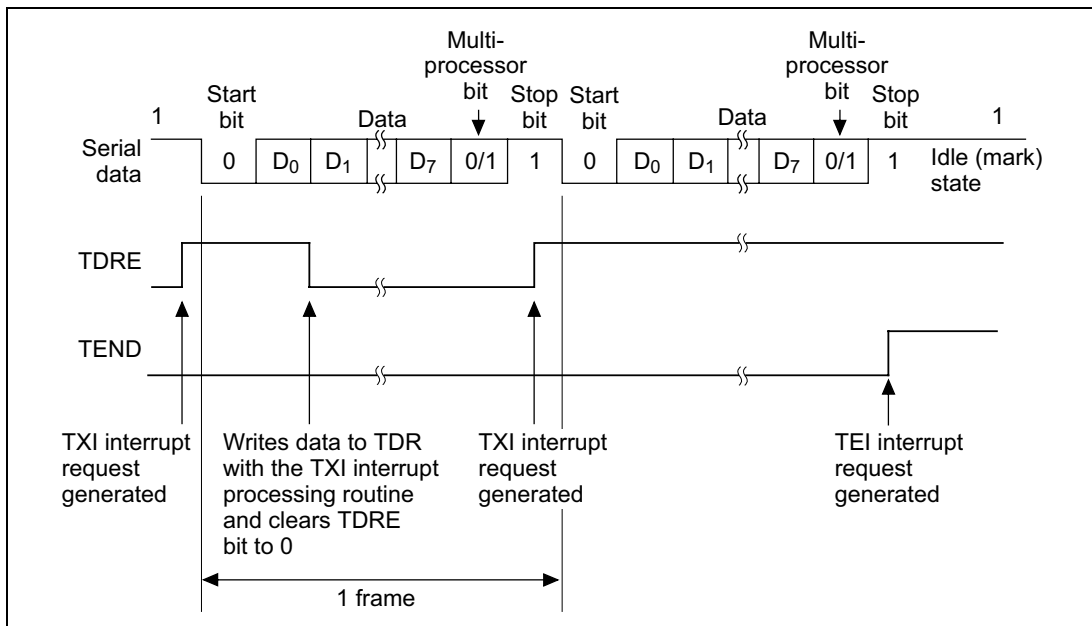 Multi-
processor
bit
Multi-
processor
bit
Start
bit
Stop
bit
Start
bit
Stop
bit
1
Data
Data
1
Serial
data
0 D0 D1 D7 0/1 1 0 D0 D1 D7 0/1 1
Idle (mark)
state
TDRE
TEND
TXI interrupt
request
generated
Writes data to TDR
with the TXI interrupt
processing routine
and clears TDRE
bit to 0
TXI interrupt
request
generated
TEI interrupt
request
generated
1 frame